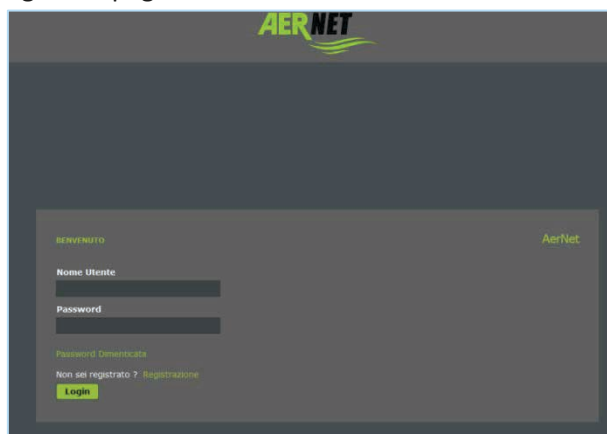 AERNET
BENVENUTO
AerNet
Nome Utente
Password
Password Dimenticata
Non sei registrato ? Registrazione
Login